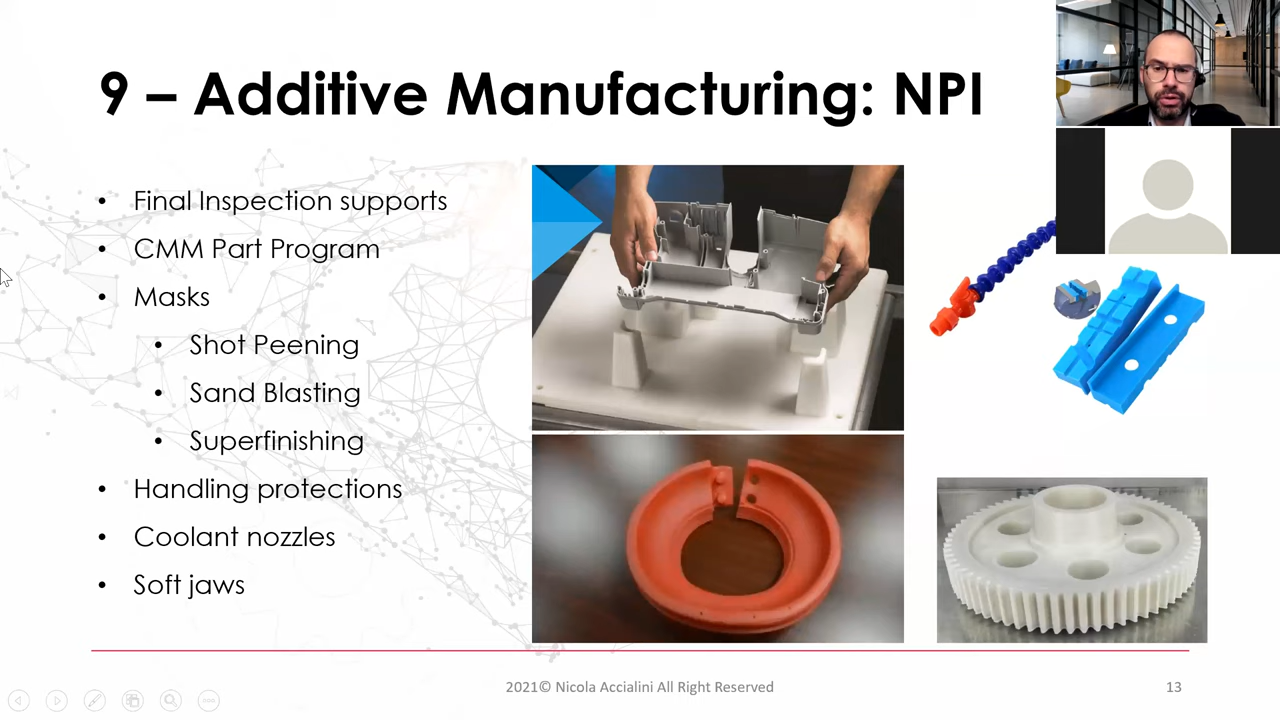 9 – Additive Manufacturing: NPI
• Final Inspection supports
• CMM Part Program
• Masks
• Shot Peening
• Sand Blasting
• Superfinishing
• Handling protections
• Coolant nozzles
• Soft jaws
2021© Nicola Accialini All Right Reserved
13